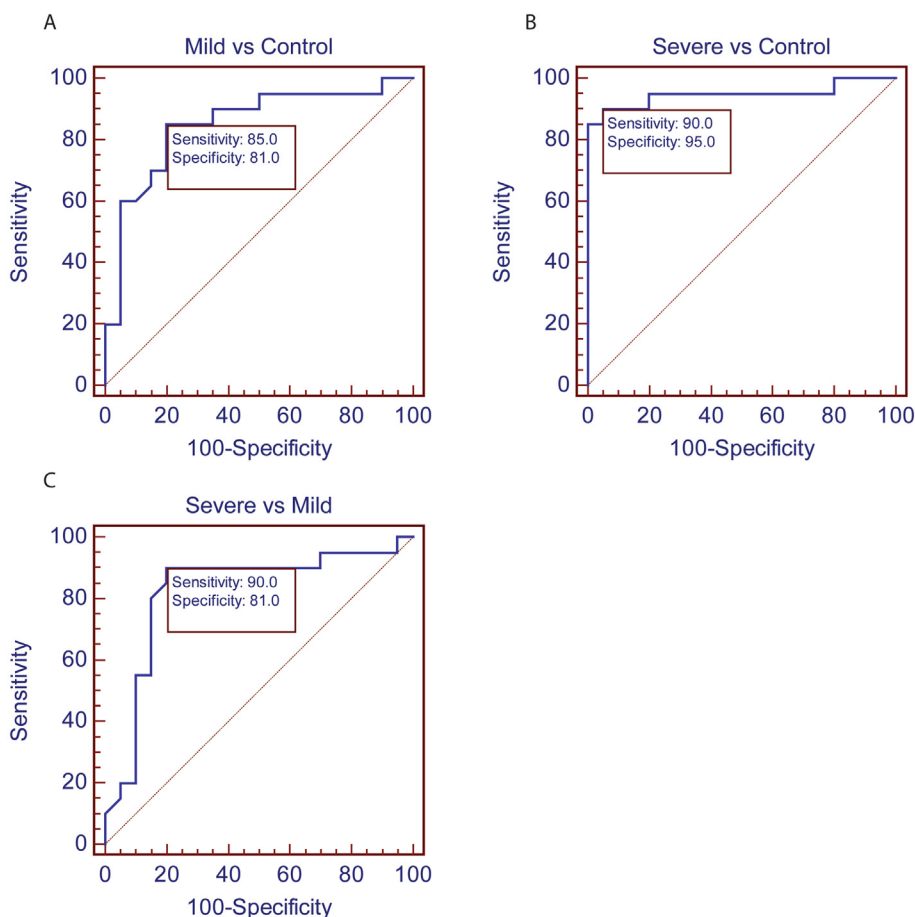 A
Mild vs Control
100
80
60
40
20
0
Sensitivity
Sensitivity: 85.0
Specificity: 81.0
0 20 40 60 80 100
100-Specificity
B
Severe vs Control
100
80
60
40
20
0
Sensitivity
Sensitivity: 90.0
Specificity: 95.0
0 20 40 60 80 100
100-Specificity
C
Severe vs Mild
100
80
60
40
20
0
Sensitivity
Sensitivity: 90.0
Specificity: 81.0
0 20 40 60 80 100
100-Specificity